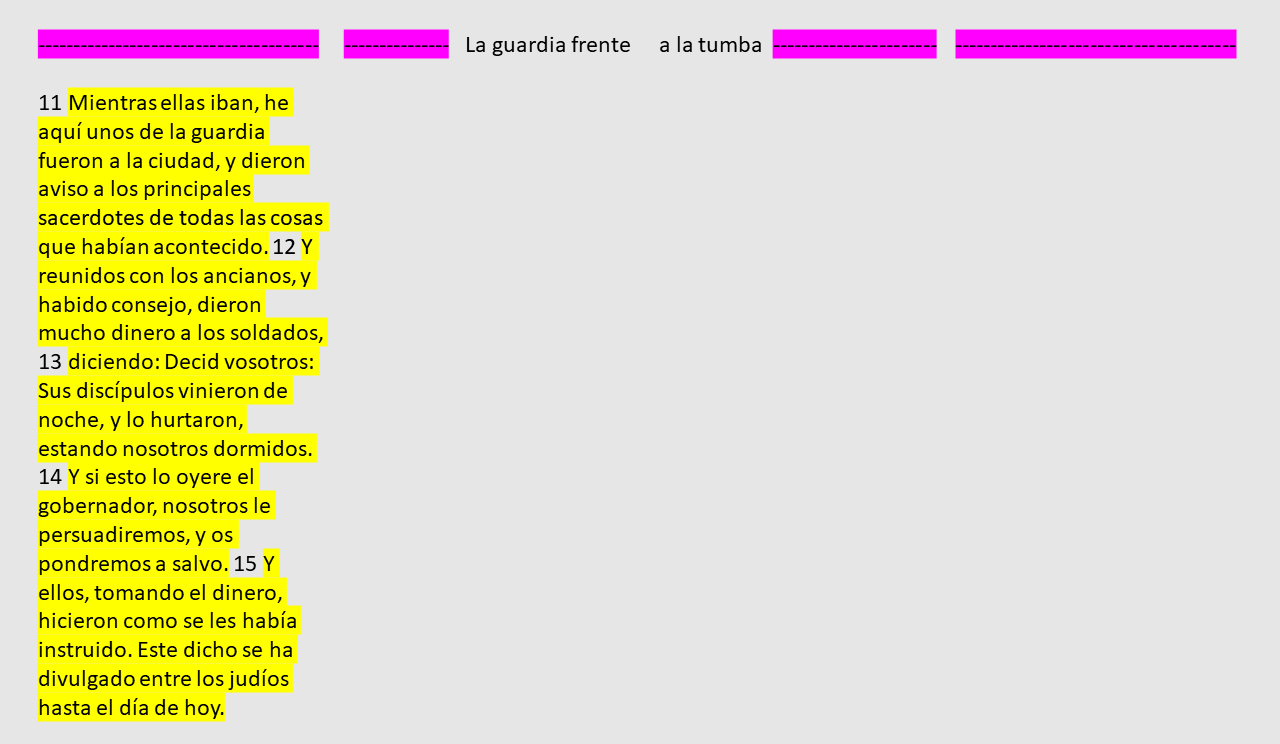 --------------------------------------- --------------- La guardia frente a la tumba ----------------------- ---------------------------------------
11 Mientras ellas iban, he
aquí unos de la guardia
fueron a la ciudad, y dieron
aviso a los principales
sacerdotes de todas las cosas
que habían acontecido. 12 Y
reunidos con los ancianos, y
habido consejo, dieron
mucho dinero a los soldados,
13 diciendo: Decid vosotros:
Sus discípulos vinieron de
noche, y lo hurtaron,
estando nosotros dormidos.
14 Y si esto lo oyere el
gobernador, nosotros le
persuadiremos, y os
pondremos a salvo. 15 Y
ellos, tomando el dinero,
hicieron como se les había
instruido. Este dicho se ha
divulgado entre los judíos
hasta el día de hoy.